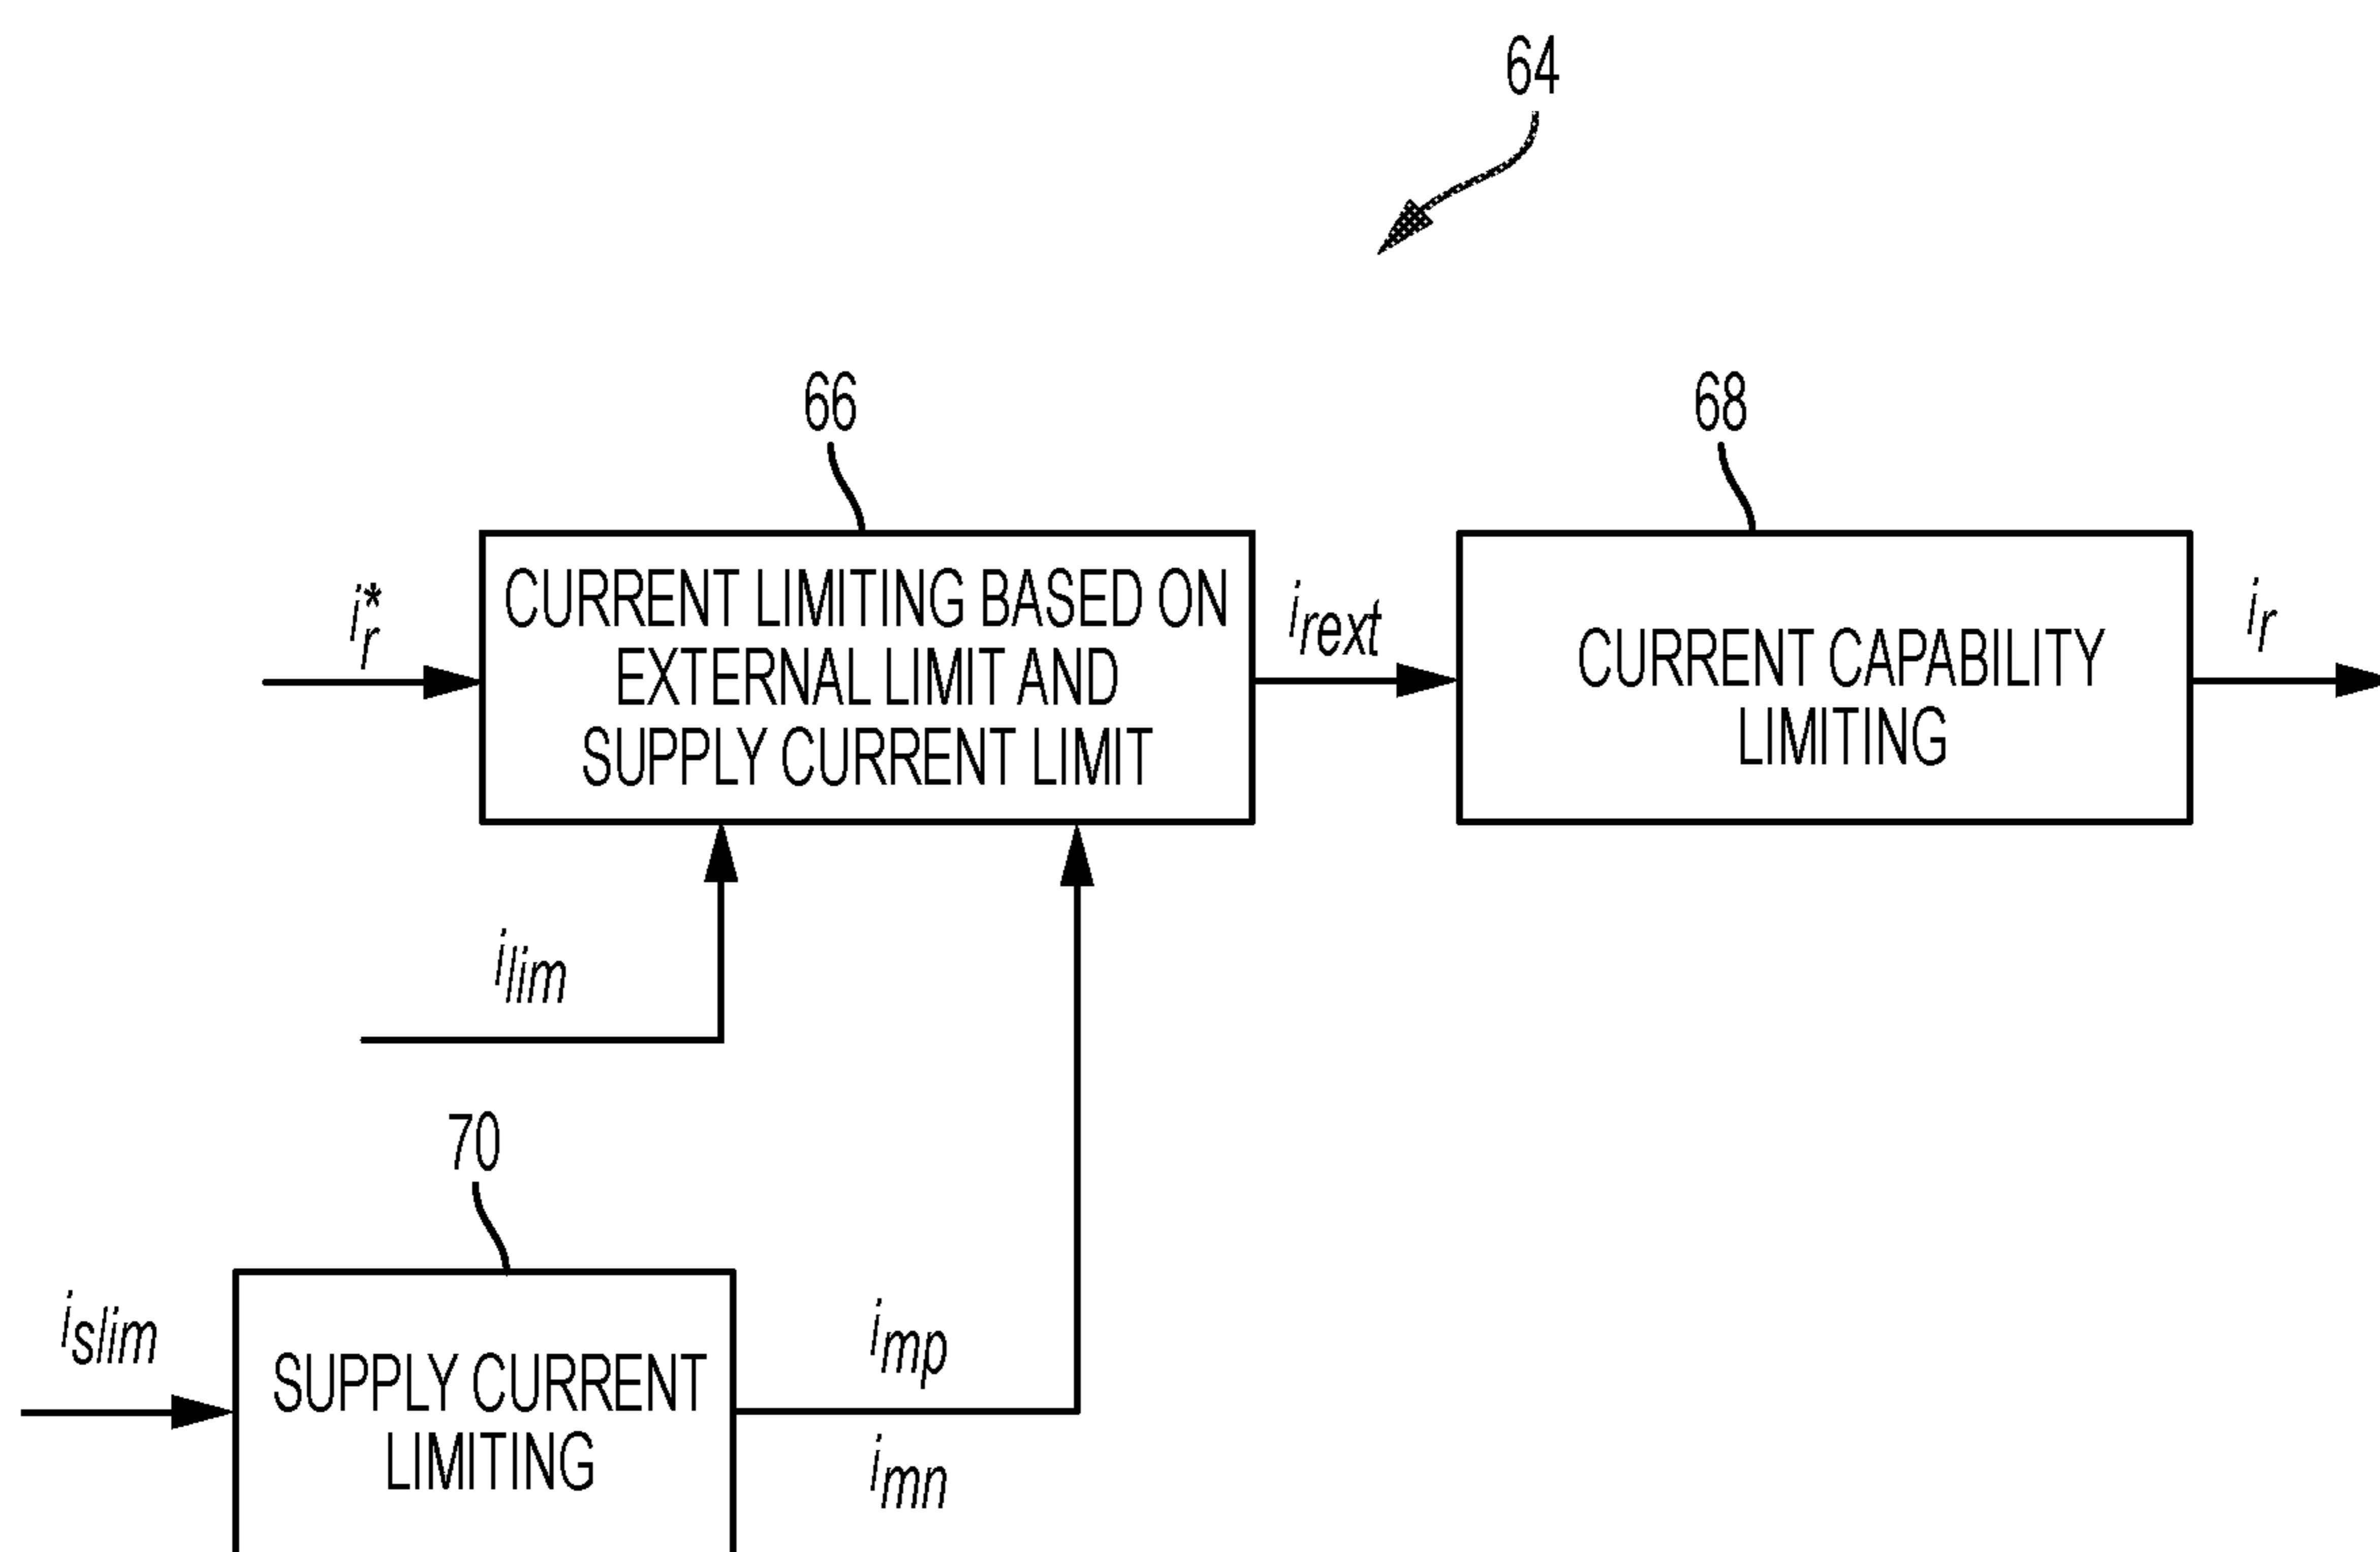 64
66
68
i*r
CURRENT LIMITING BASED ON
EXTERNAL LIMIT AND
SUPPLY CURRENT LIMIT
irext
CURRENT CAPABILITY
LIMITING
ir
ilim
70
islim
SUPPLY CURRENT
LIMITING
imp
imn